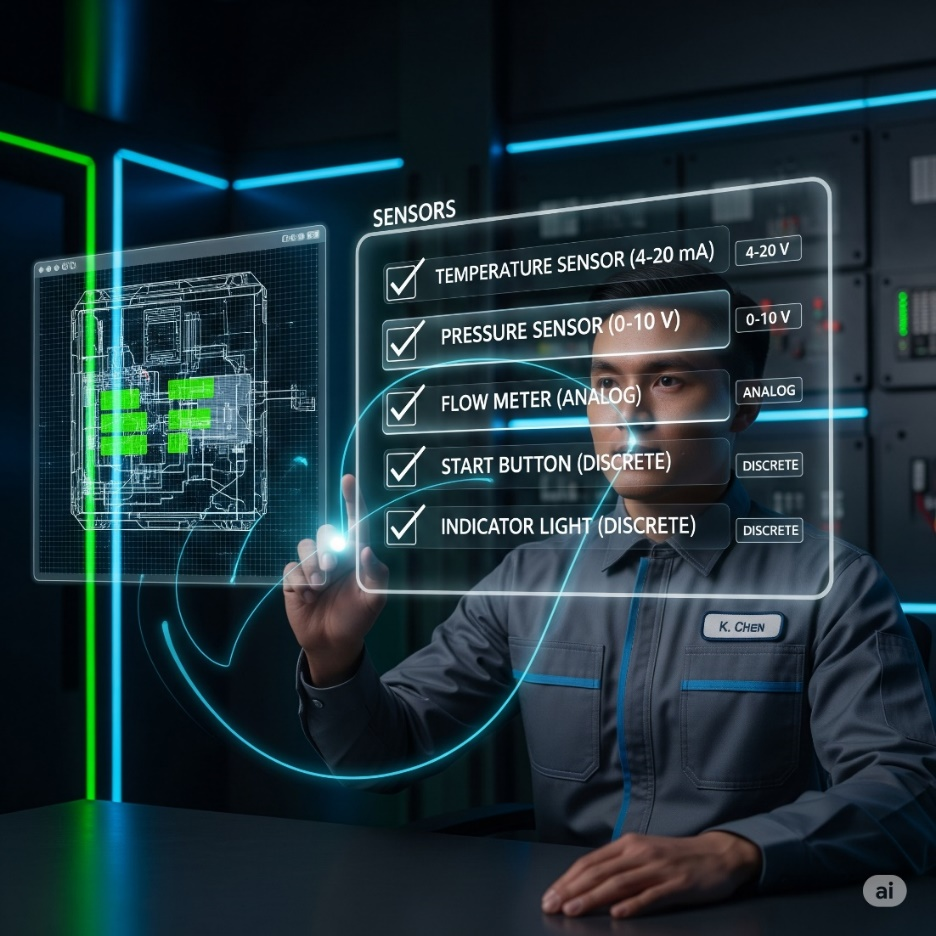 SENSORS
TEMPERATURE SENSOR (4-20 mA)
4-20 V
PRESSURE SENSOR (0-10 V)
0-10 V
FLOW METER (ANALOG)
ANALOG
START BUTTON (DISCRETE)
DISCRETE
INDICATOR LIGHT (DISCRETE)
DISCRETE
K. CHEN
ai